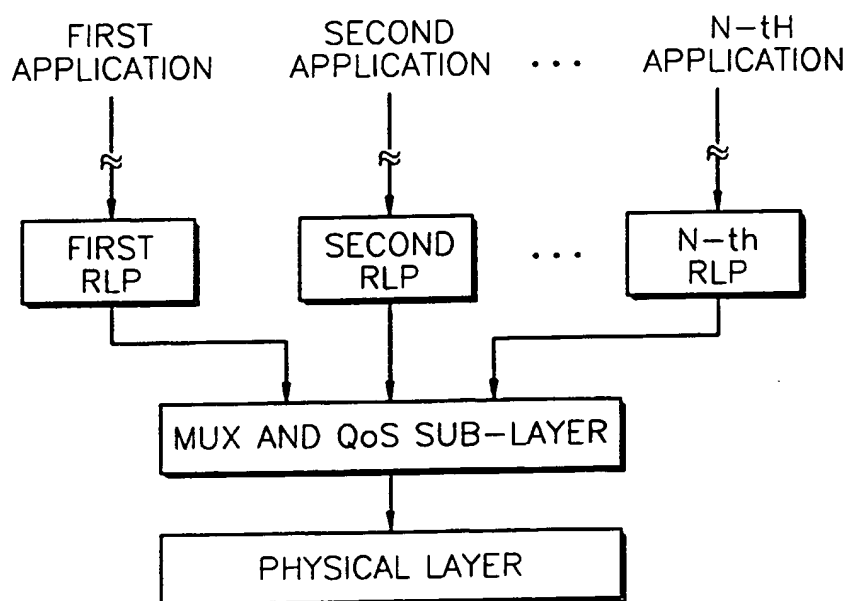 FIRST
APPLICATION
SECOND
APPLICATION
...
N-tH
APPLICATION
FIRST
RLP
SECOND
RLP
...
N-th
RLP
MUX AND QoS SUB-LAYER
PHYSICAL LAYER